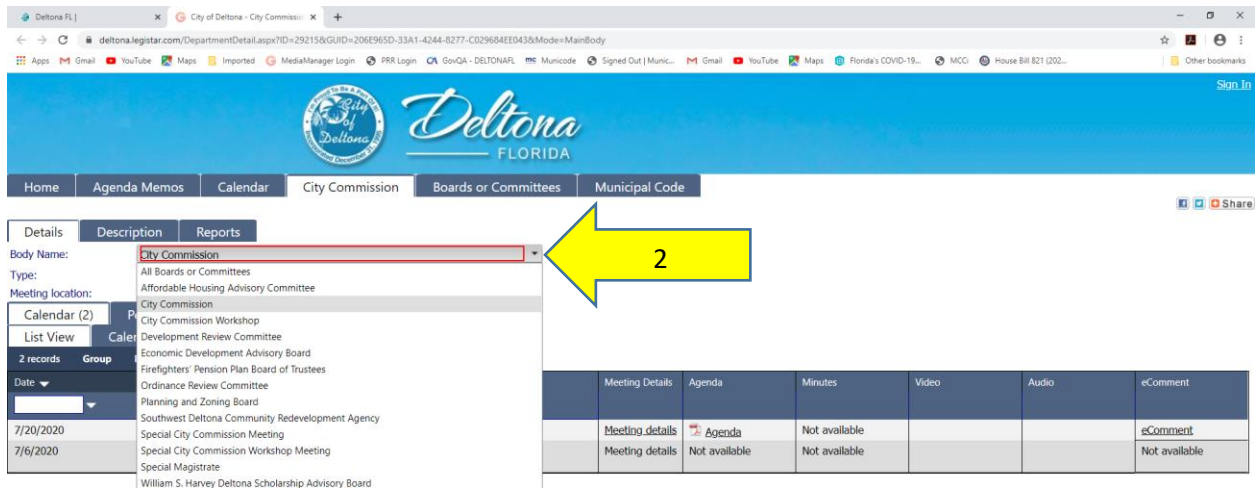 Deltona FL | City of Deltona - City Commissi
deltona.legistar.com/DepartmentDetail.aspx?ID=29215&GUID=206E965D-33A1-4244-8277-C029684EE043&Mode=MainBody
Apps Gmail YouTube Maps Imported MediaManager Login PRR Login GovQA - DELTONAFL Municode Signed Out | Munic... Gmail YouTube Maps Florida's COVID-19... MCCi House Bill 821 (202... Other bookmarks
Sign In
City of Deltona
Deltona
FLORIDA
Home Agenda Memos Calendar City Commission Boards or Committees Municipal Code
Share
Details Description Reports
Body Name: City Commission
2
Type: All Boards or Committees
Affordable Housing Advisory Committee
Meeting location:
City Commission
Calendar (2)
City Commission Workshop
List View
Development Review Committee
Economic Development Advisory Board
2 records Group
Firefighters' Pension Plan Board of Trustees
Date Ordinance Review Committee Meeting Details Agenda Minutes Video Audio eComment
Planning and Zoning Board
Southwest Deltona Community Redevelopment Agency
7/20/2020 Special City Commission Meeting Meeting details Agenda Not available eComment
7/6/2020 Special City Commission Workshop Meeting Meeting details Not available Not available Not available
Special Magistrate
William S. Harvey Deltona Scholarship Advisory Board